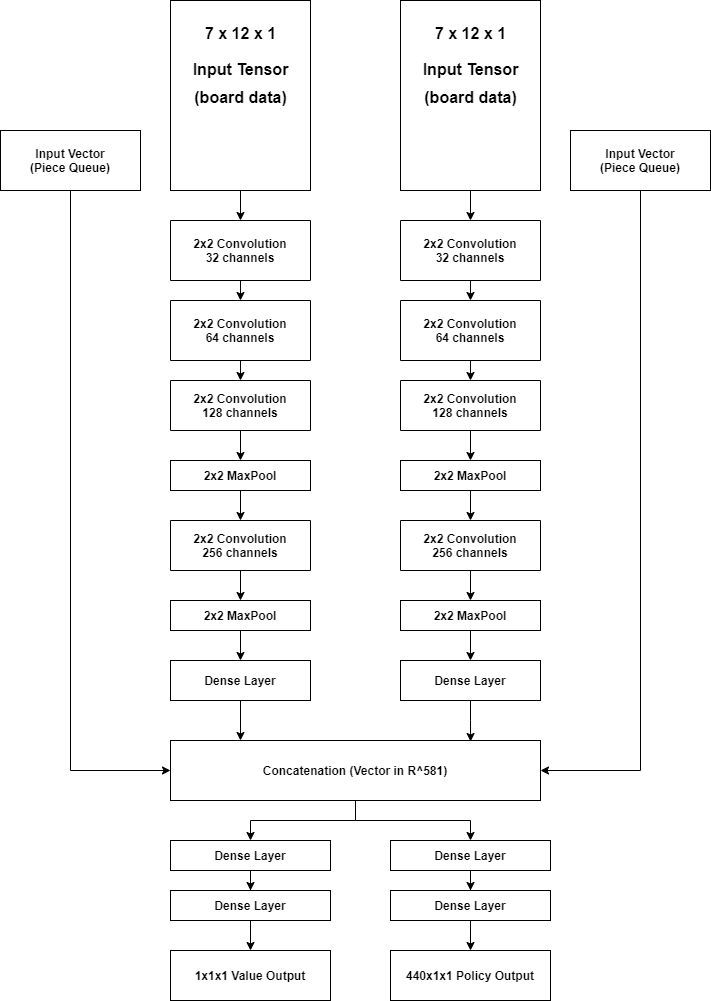 7 x 12 x 1
Input Tensor
(board data)
7 x 12 x 1
Input Tensor
(board data)
Input Vector
(Piece Queue)
Input Vector
(Piece Queue)
2x2 Convolution
32 channels
2x2 Convolution
32 channels
2x2 Convolution
64 channels
2x2 Convolution
64 channels
2x2 Convolution
128 channels
2x2 Convolution
128 channels
2x2 MaxPool
2x2 MaxPool
2x2 Convolution
256 channels
2x2 Convolution
256 channels
2x2 MaxPool
2x2 MaxPool
Dense Layer
Dense Layer
Concatenation (Vector in R^581)
Dense Layer
Dense Layer
Dense Layer
Dense Layer
1x1x1 Value Output
440x1x1 Policy Output